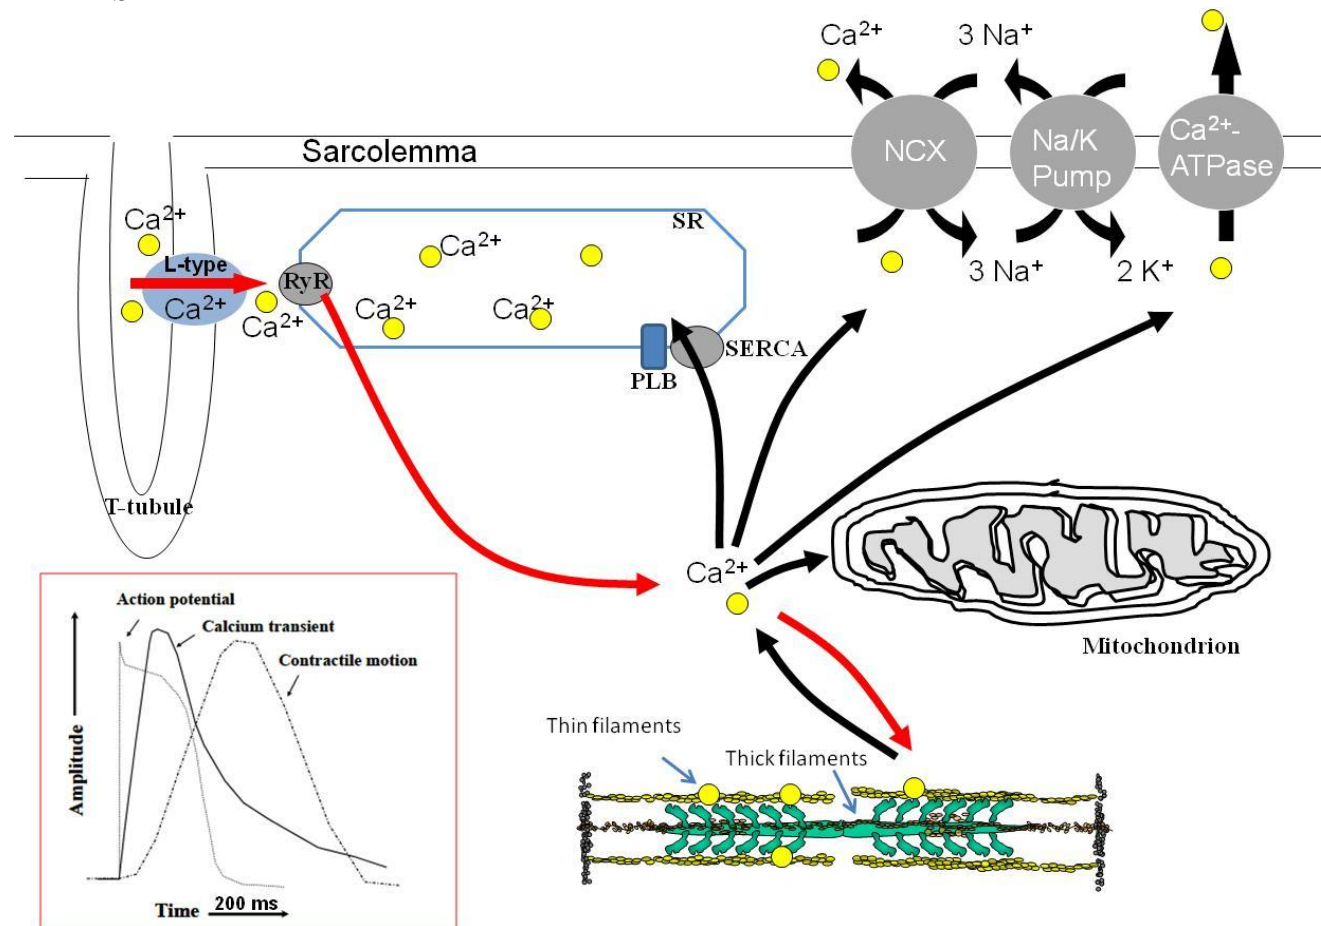 Ca²⁺
3 Na⁺
Sarcolemma
NCX
Na/K
Pump
Ca²⁺-
ATPase
Ca²⁺
L-type
Ca²⁺
Ca²⁺
RyR
SR
Ca²⁺
Ca²⁺
Ca²⁺
3 Na⁺
2 K⁺
PLB
SERCA
T-tubule
Ca²⁺
Mitochondrion
Action potential
Calcium transient
Contractile motion
Amplitude
Time
200 ms
Thin filaments
Thick filaments